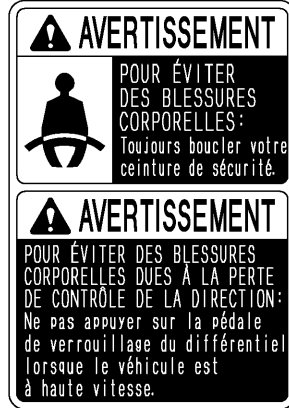 AVERTISSEMENT
POUR ÉVITER
DES BLESSURES
CORPORELLES:
Toujours boucler votre
ceinture de sécurité.
AVERTISSEMENT
POUR ÉVITER DES BLESSURES
CORPORELLES DUES À LA PERTE
DE CONTRÔLE DE LA DIRECTION:
Ne pas appuyer sur la pédale
de verrouillage du différentiel
lorsque le véhicule est
à haute vitesse.